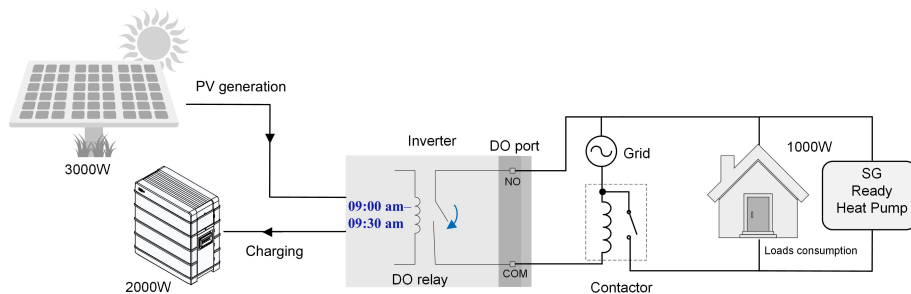 PV generation
3000W
2000W
Charging
Inverter
09:00 am
09:30 am
DO relay
DO port
NO
COM
Grid
Contactor
1000W
Loads consumption
SG
Ready
Heat Pump